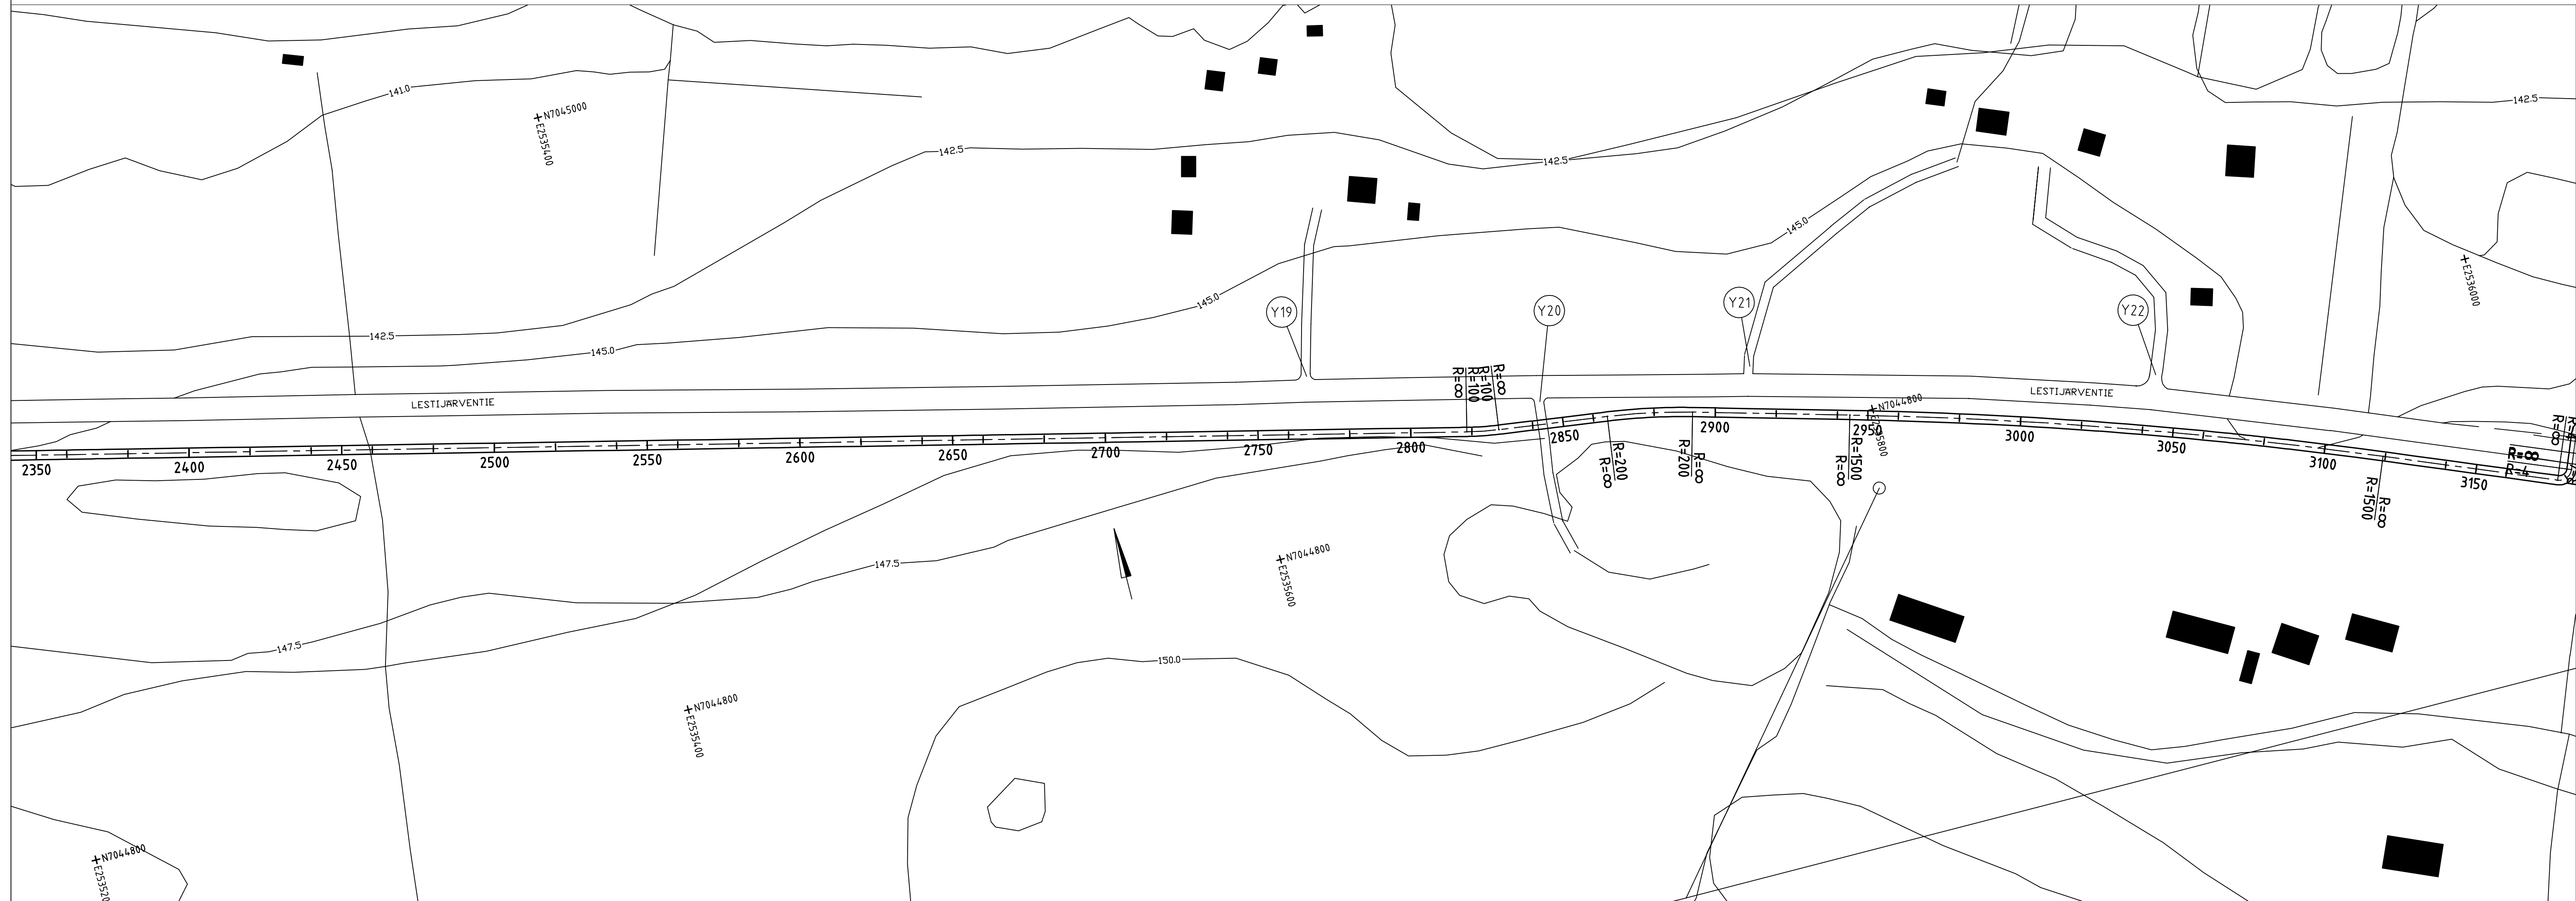 141.0
N7045000
E2535400
142.5
142.5
142.5
145.0
E2536000
145.0
Y19
Y20
Y21
Y22
142.5
145.0
R=∞
R=100
R=100
R=∞
LESTIJÄRVENTIE
LESTIJÄRVENTIE
N7044800
2350
2400
2450
2500
2550
2600
2650
2700
2750
2800
2850
2900
2950
3000
3050
3100
3150
R=200
R=∞
R=200
R=∞
R=1500
R=∞
R=1500
R=∞
R=∞
R=∞
R=4
N7044800
E2535600
147.5
147.5
150.0
N7044800
E2535400
N7044800